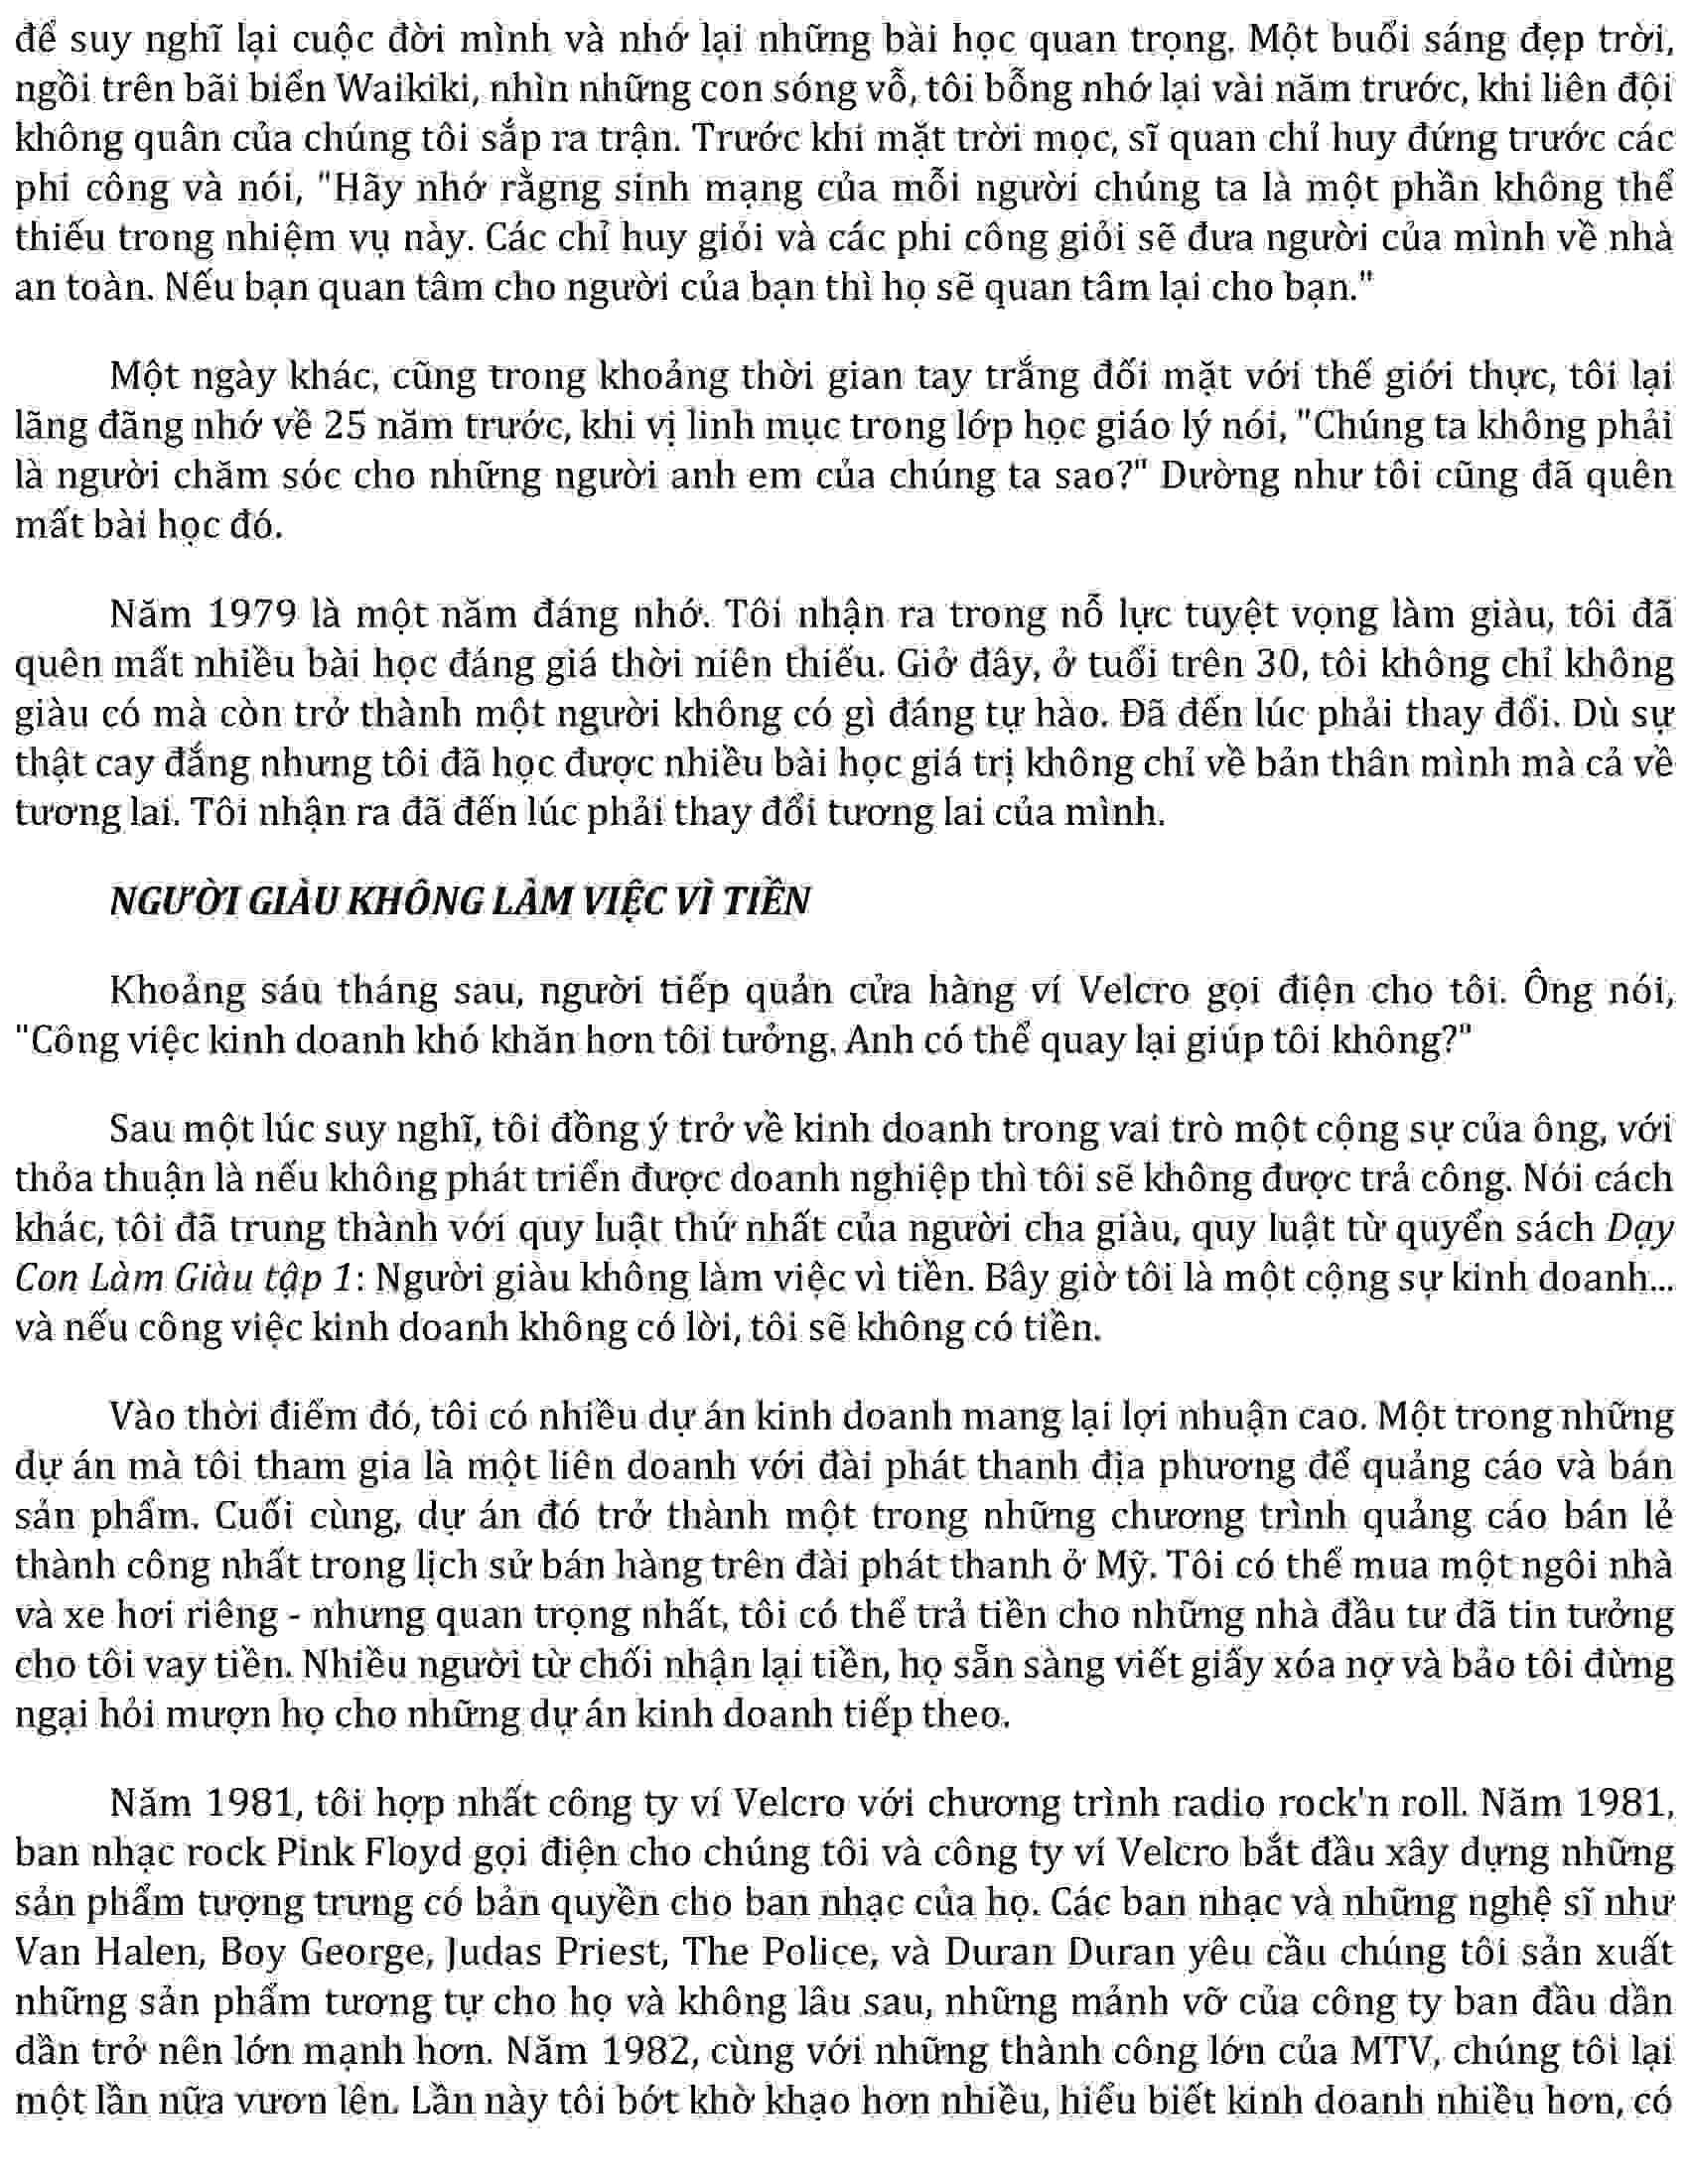 để suy nghĩ lại cuộc đời mình và nhớ lại những bài học quan trọng. Một buổi sáng đẹp trời,
ngồi trên bãi biển Waikiki, nhìn những con sóng vỗ, tôi bỗng nhớ lại vài năm trước, khi liên đội
không quân của chúng tôi sắp ra trận. Trước khi mặt trời mọc, sĩ quan chỉ huy đứng trước các
phi công và nói, "Hãy nhớ rằgng sinh mạng của mỗi người chúng ta là một phần không thể
thiếu trong nhiệm vụ này. Các chỉ huy giỏi và các phi công giỏi sẽ đưa người của mình về nhà
an toàn. Nếu bạn quan tâm cho người của bạn thì họ sẽ quan tâm lại cho bạn."
Một ngày khác, cũng trong khoảng thời gian tay trắng đối mặt với thế giới thực, tôi lại
lãng đãng nhớ về 25 năm trước, khi vị linh mục trong lớp học giáo lý nói, "Chúng ta không phải
là người chăm sóc cho những người anh em của chúng ta sao?" Dường như tôi cũng đã quên
mất bài học đó.
Năm 1979 là một năm đáng nhớ. Tôi nhận ra trong nỗ lực tuyệt vọng làm giàu, tôi đã
quên mất nhiều bài học đáng giá thời niên thiếu. Giở đây, ở tuổi trên 30, tôi không chỉ không
giàu có mà còn trở thành một người không có gì đáng tự hào. Đã đến lúc phải thay đổi. Dù sự
thật cay đắng nhưng tôi đã học được nhiều bài học giá trị không chỉ về bản thân mình mà cả về
tương lai. Tôi nhận ra đã đến lúc phải thay đổi tương lai của mình.
NGƯỜI GIÀU KHÔNG LÀM VIỆC VÌ TIỀN
Khoảng sáu tháng sau, người tiếp quản cửa hàng ví Velcro gọi điện cho tôi. Ông nói,
"Công việc kinh doanh khó khăn hơn tôi tưởng. Anh có thể quay lại giúp tôi không?"
Sau một lúc suy nghĩ, tôi đồng ý trở về kinh doanh trong vai trò một cộng sự của ông, với
thỏa thuận là nếu không phát triển được doanh nghiệp thì tôi sẽ không được trả công. Nói cách
khác, tôi đã trung thành với quy luật thứ nhất của người cha giàu, quy luật từ quyển sách Dạy
Con Làm Giàu tập 1: Người giàu không làm việc vì tiền. Bây giờ tôi là một cộng sự kinh doanh...
và nếu công việc kinh doanh không có lời, tôi sẽ không có tiền.
Vào thời điểm đó, tôi có nhiều dự án kinh doanh mang lại lợi nhuận cao. Một trong những
dự án mà tôi tham gia là một liên doanh với đài phát thanh địa phương để quảng cáo và bán
sản phẩm. Cuối cùng, dự án đó trở thành một trong những chương trình quảng cáo bán lẻ
thành công nhất trong lịch sử bán hàng trên đài phát thanh ở Mỹ. Tôi có thể mua một ngôi nhà
và xe hơi riêng - nhưng quan trọng nhất, tôi có thể trả tiền cho những nhà đầu tư đã tin tưởng
cho tôi vay tiền. Nhiều người từ chối nhận lại tiền, họ sẵn sàng viết giấy xóa nợ và bảo tôi đừng
ngại hỏi mượn họ cho những dự án kinh doanh tiếp theo.
Năm 1981, tôi hợp nhất công ty ví Velcro với chương trình radio rock'n roll. Năm 1981,
ban nhạc rock Pink Floyd gọi điện cho chúng tôi và công ty ví Velcro bắt đầu xây dựng những
sản phẩm tượng trưng có bản quyền cho ban nhạc của họ. Các ban nhạc và những nghệ sĩ như
Van Halen, Boy George, Judas Priest, The Police, và Duran Duran yêu cầu chúng tôi sản xuất
những sản phẩm tương tự cho họ và không lâu sau, những mảnh vỡ của công ty ban đầu dần
dần trở nên lớn mạnh hơn. Năm 1982, cùng với những thành công lớn của MTV, chúng tôi lại
một lần nữa vươn lên. Lần này tôi bớt khờ khạo hơn nhiều, hiểu biết kinh doanh nhiều hơn, có